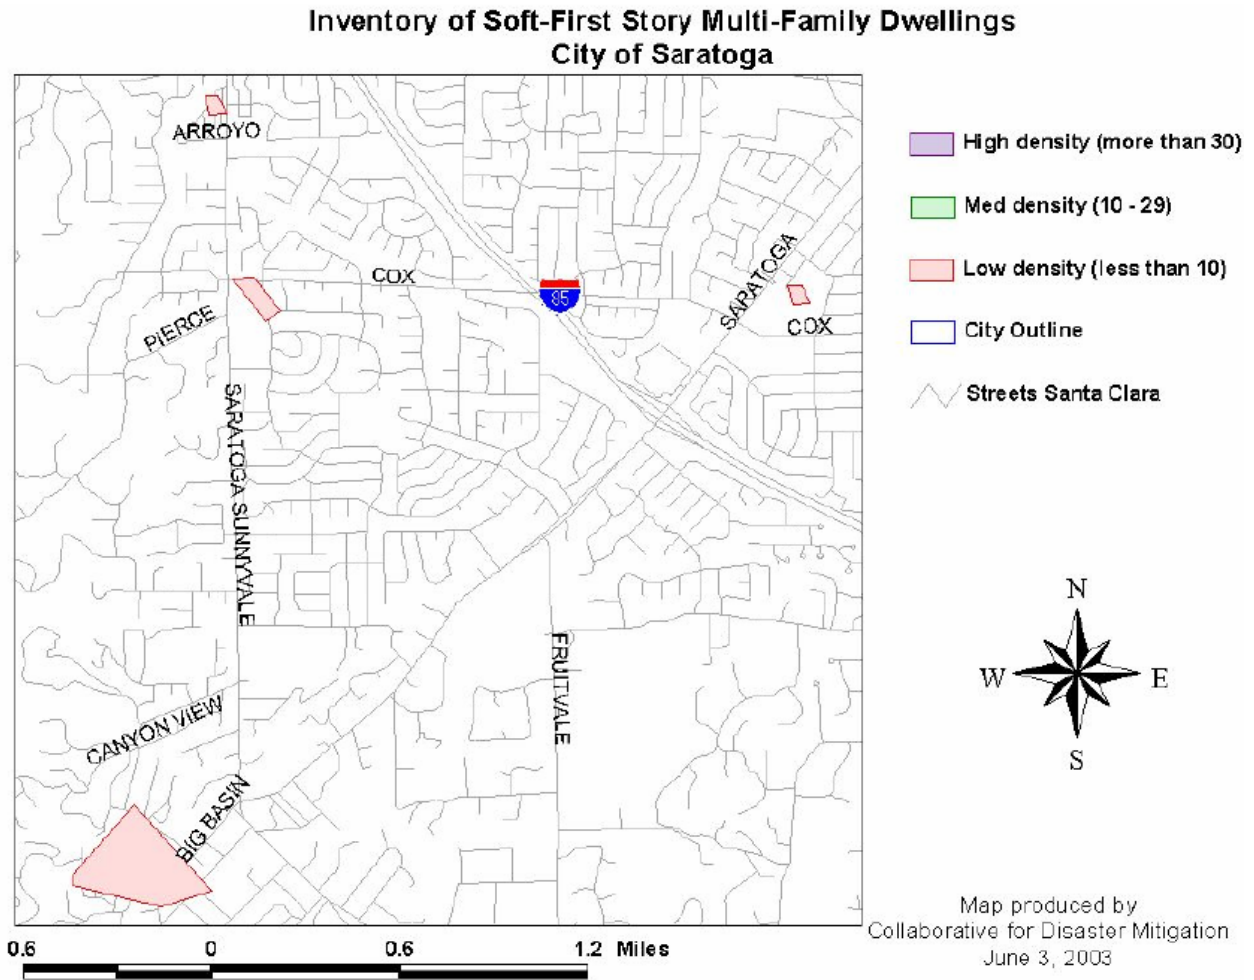 Inventory of Soft-First Story Multi-Family Dwellings
City of Saratoga
ARROYO
COX
85
SARATOGA
COX
PIERCE
SARATOGA SUNNYVALE
FRUITVALE
CANYON VIEW
BIG BASIN
High density (more than 30)
Med density (10 - 29)
Low density (less than 10)
City Outline
Streets Santa Clara
N
W
E
S
0.6 0 0.6 1.2 Miles
Map produced by
Collaborative for Disaster Mitigation
June 3, 2003